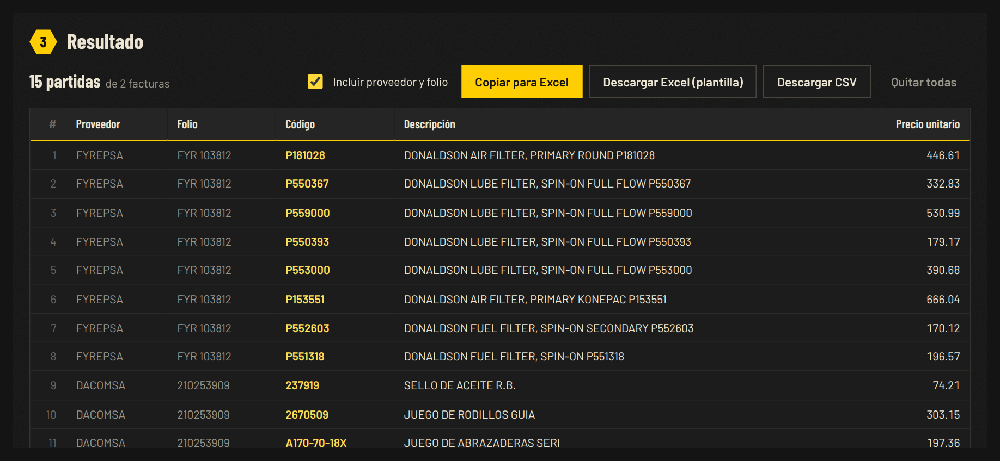 3 Resultado
15 partidas de 2 facturas Incluir proveedor y folio Copiar para Excel Descargar Excel (plantilla) Descargar CSV Quitar todas
# Proveedor Folio Código Descripción Precio unitario
1 FYREPSA FYR 103812 P181028 DONALDSON AIR FILTER, PRIMARY ROUND P181028 446.61
2 FYREPSA FYR 103812 P550367 DONALDSON LUBE FILTER, SPIN-ON FULL FLOW P550367 332.83
3 FYREPSA FYR 103812 P559000 DONALDSON LUBE FILTER, SPIN-ON FULL FLOW P559000 530.99
4 FYREPSA FYR 103812 P550393 DONALDSON LUBE FILTER, SPIN-ON FULL FLOW P550393 179.17
5 FYREPSA FYR 103812 P553000 DONALDSON LUBE FILTER, SPIN-ON FULL FLOW P553000 390.68
6 FYREPSA FYR 103812 P153551 DONALDSON AIR FILTER, PRIMARY KONEPAC P153551 666.04
7 FYREPSA FYR 103812 P552603 DONALDSON FUEL FILTER, SPIN-ON SECONDARY P552603 170.12
8 FYREPSA FYR 103812 P551318 DONALDSON FUEL FILTER, SPIN-ON P551318 196.57
9 DACOMSA 210253909 237919 SELLO DE ACEITE R.B. 74.21
10 DACOMSA 210253909 2670509 JUEGO DE RODILLOS GUIA 303.15
11 DACOMSA 210253909 A170-70-18X JUEGO DE ABRAZADERAS SERI 197.36